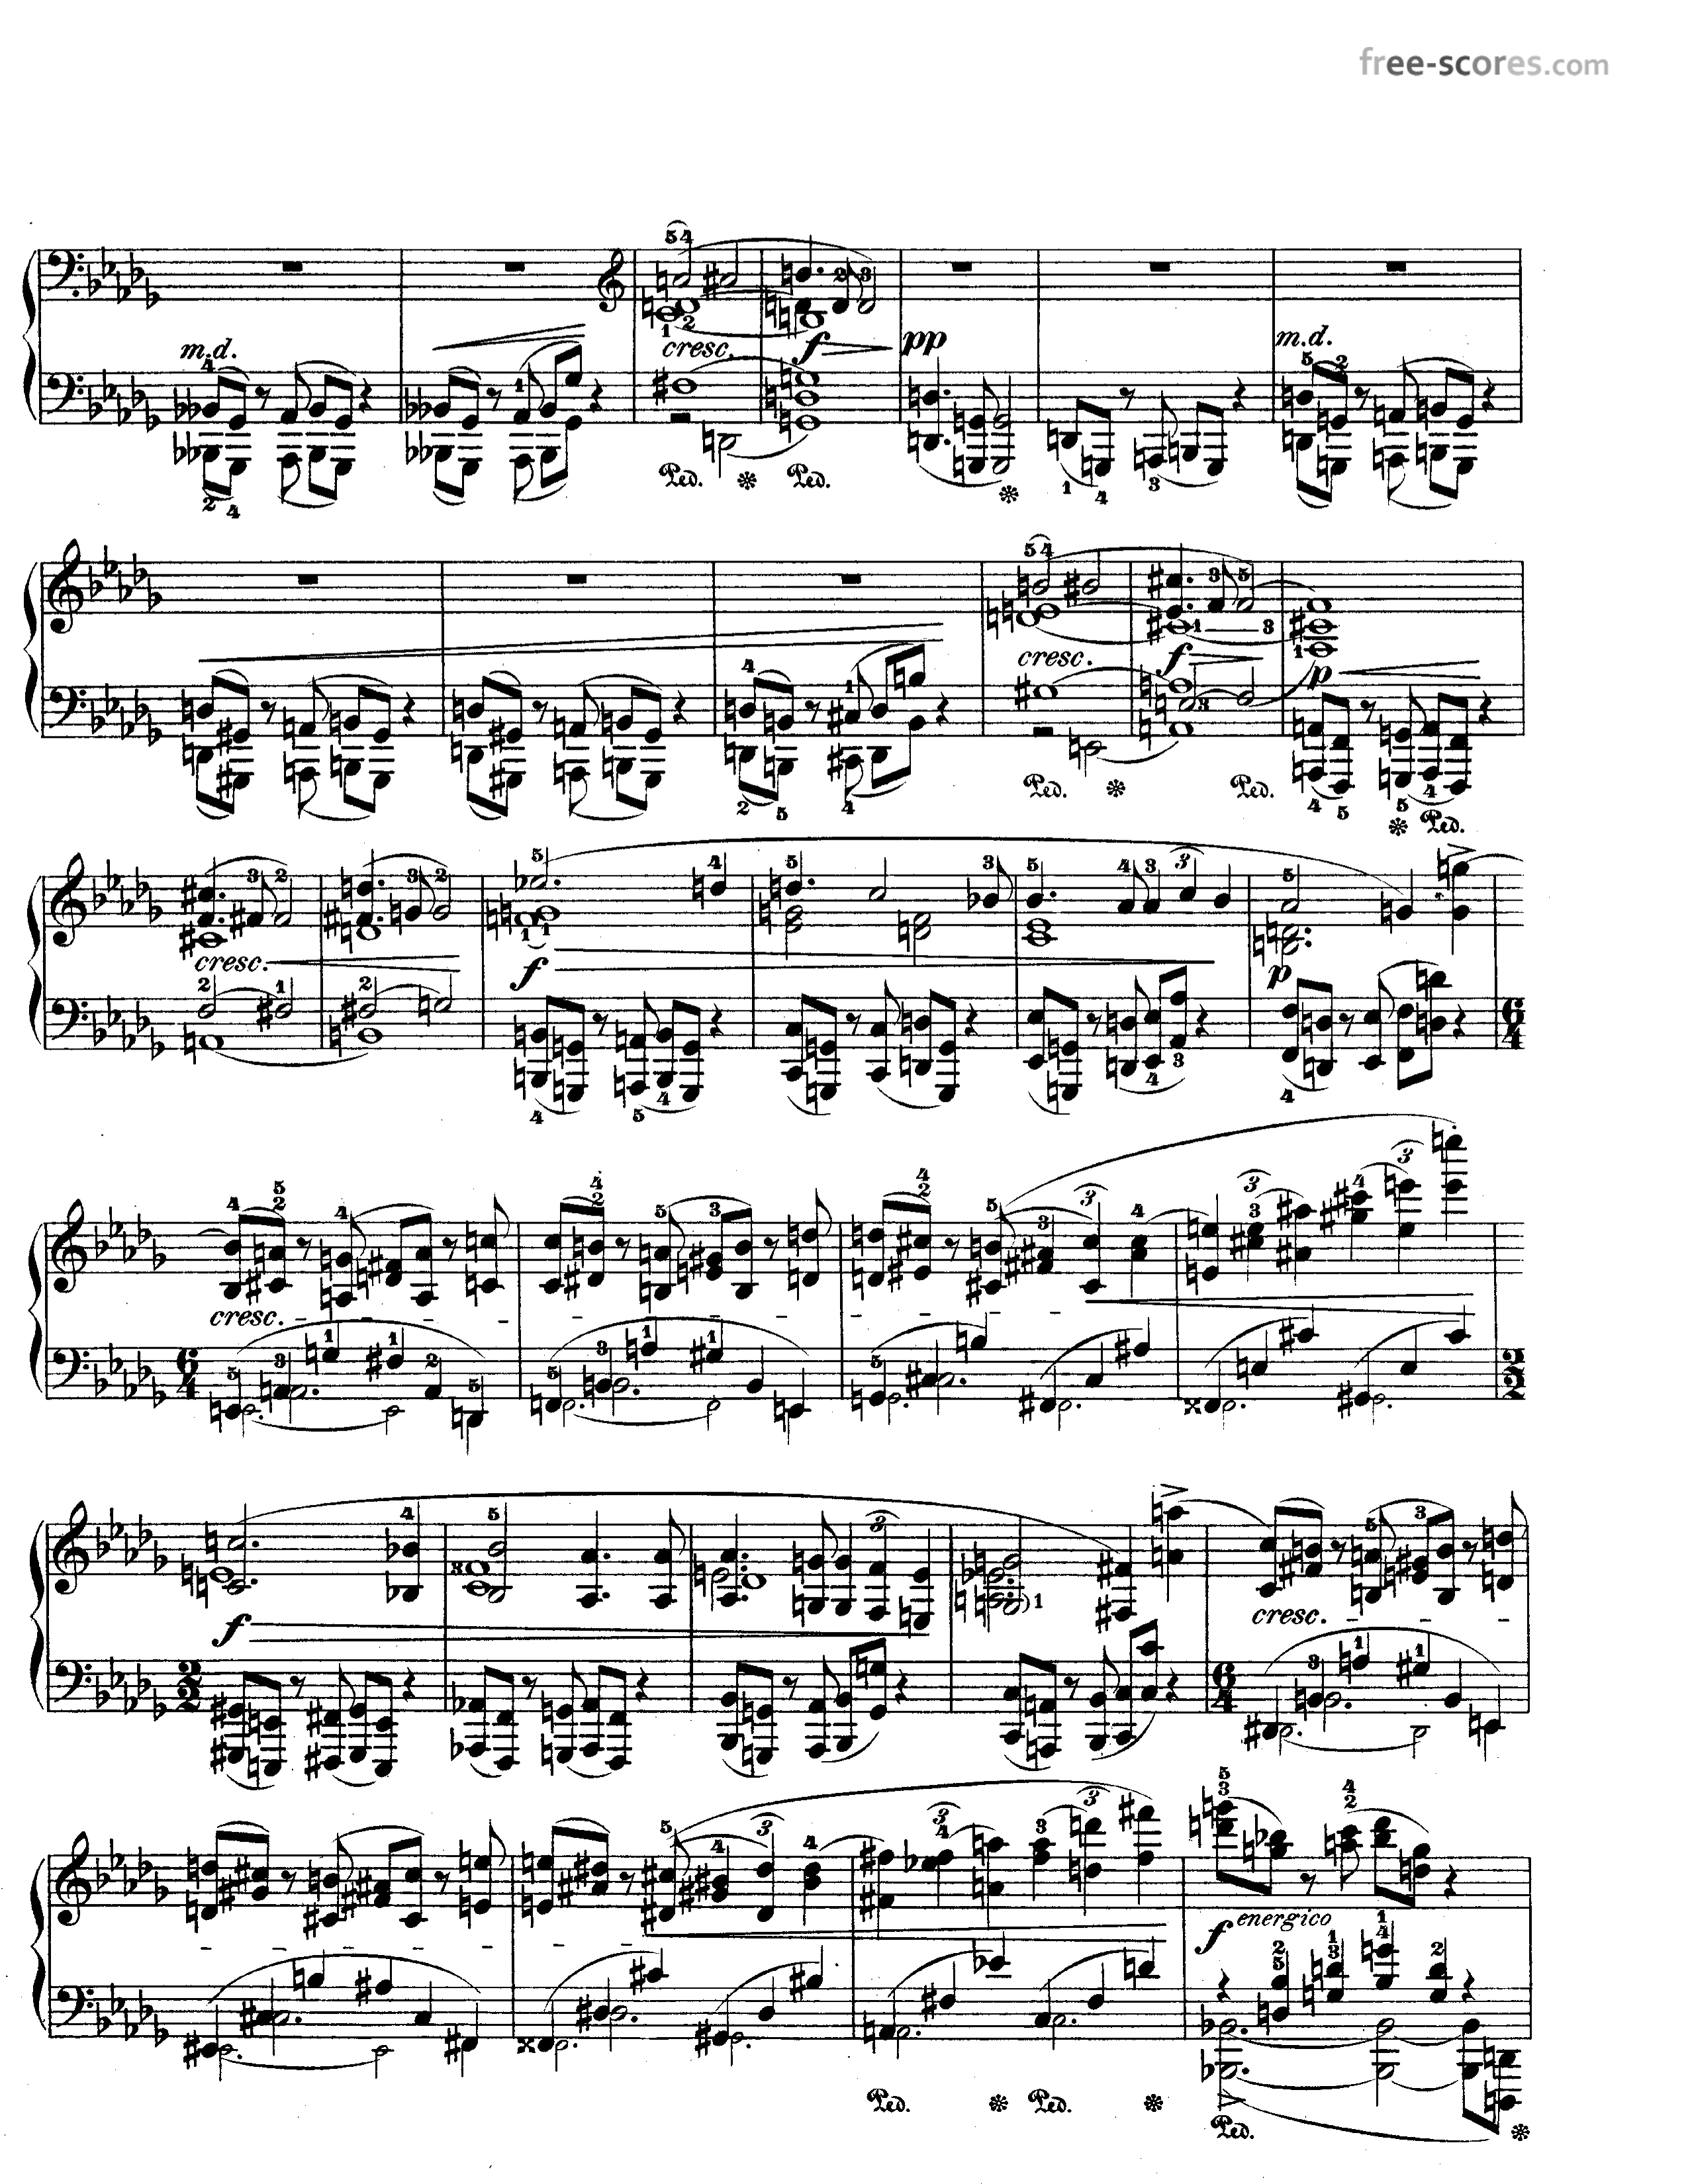 free-scores.com
m.d.
cresc.
f
pp
m.d.
Ped.
Ped.
cresc.
f
p
Ped.
Ped.
Ped.
cresc.
f
p
cresc.
f
cresc.
f energico
Ped.
Ped.
Ped.